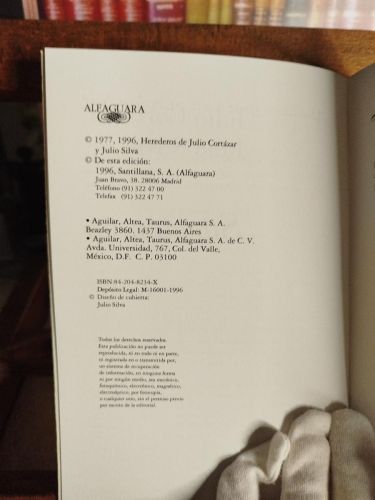 ALFAGUARA
© 1977, 1996, Herederos de Julio Cortázar
y Julio Silva
© De esta edición:
1996, Santillana, S. A. (Alfaguara)
Juan Bravo, 38. 28006 Madrid
Teléfono (91) 322 47 00
Telefax (91) 322 47 71
• Aguilar, Altea, Taurus, Alfaguara S. A.
Beazley 3860. 1437 Buenos Aires
• Aguilar, Altea, Taurus, Alfaguara S. A. de C. V.
Avda. Universidad, 767, Col. del Valle,
México, D.F. C. P. 03100
ISBN: 84-204-8234-X
Depósito Legal: M-16001-1996
© Diseño de cubierta:
Julio Silva
Todos los derechos reservados.
Esta publicación no puede ser
reproducida, ni en todo ni en parte,
ni registrada en o transmitida por,
un sistema de recuperación
de información, en ninguna forma
ni por ningún medio, sea mecánico,
fotoquímico, electrónico, magnético,
electroóptico, por fotocopia,
o cualquier otro, sin el permiso previo
por escrito de la editorial.